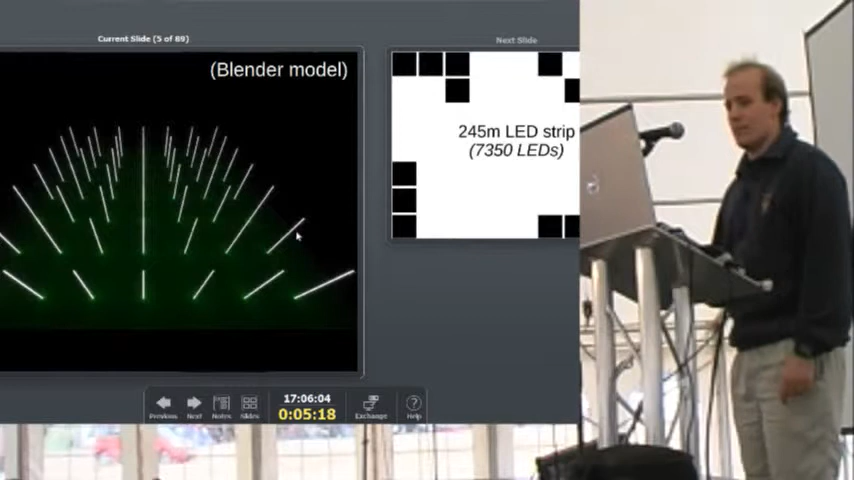 Current Slide (5 of 89)
Next Slide
(Blender model)
245m LED strip
(7350 LEDs)
Previous
Next
Notes
Slides
17:06:04
0:05:18
Exchange
Help